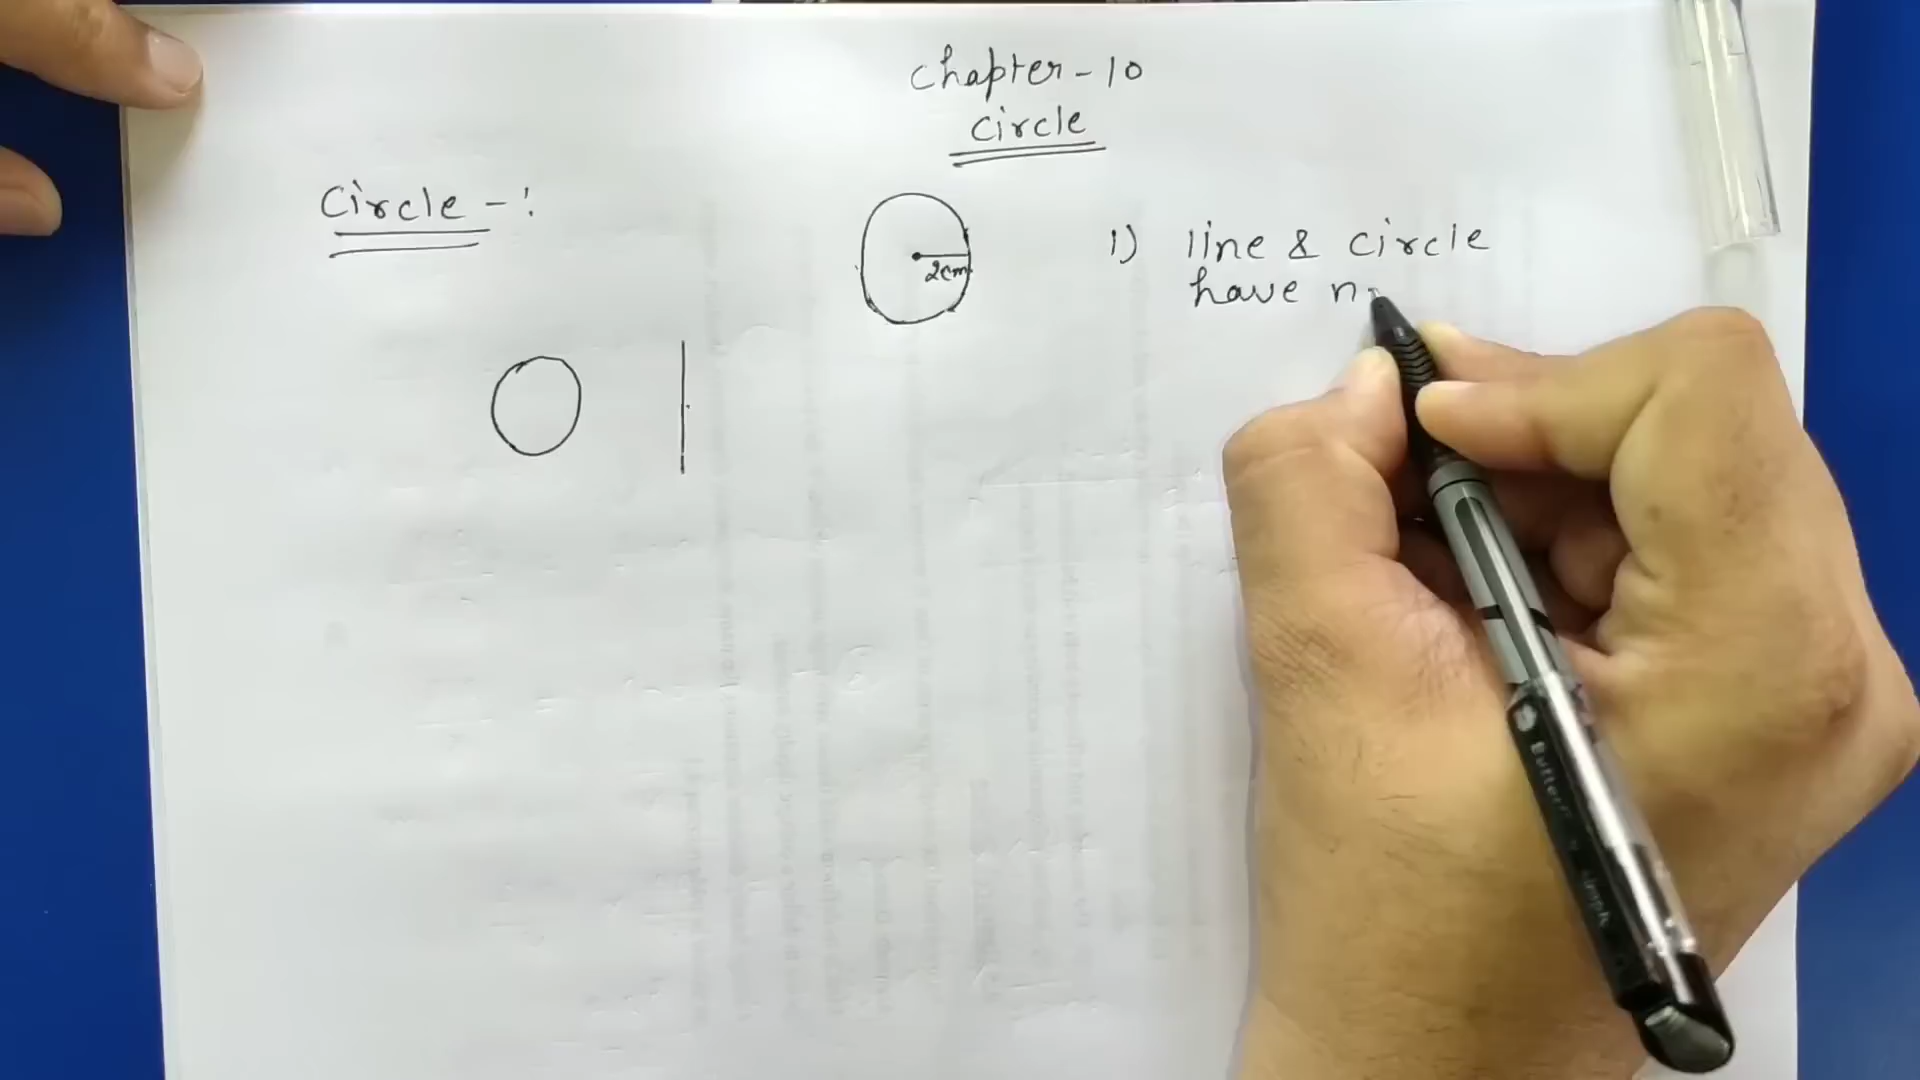 Chapter-10
Circle
Circle -:
2cm
1) line & circle
have n